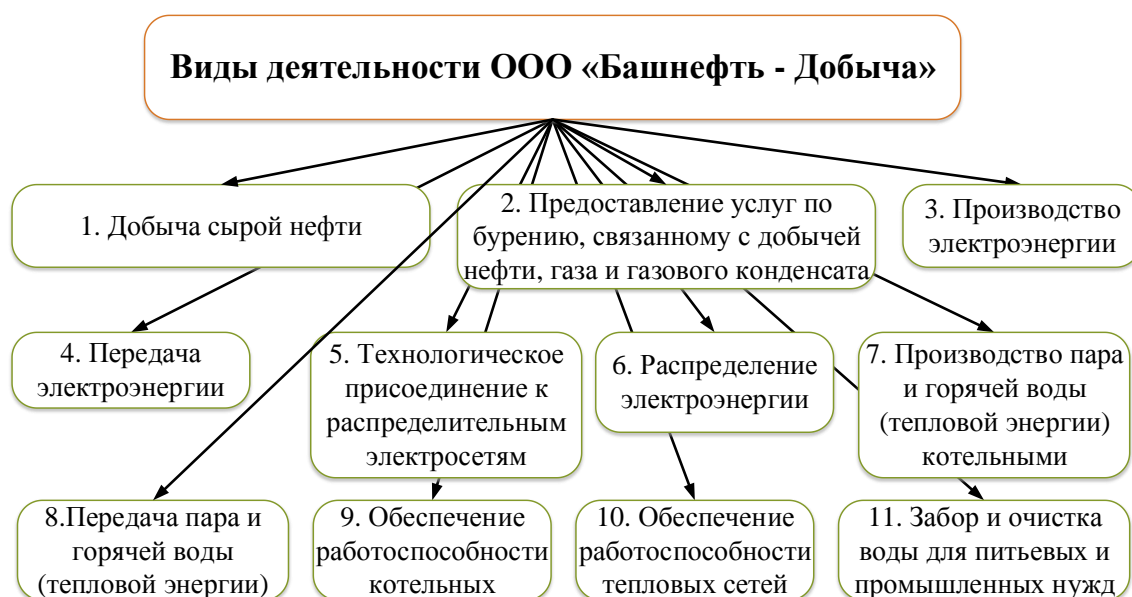 Виды деятельности ООО «Башнефть - Добыча»
1. Добыча сырой нефти
2. Предоставление услуг по
бурению, связанному с добычей
нефти, газа и газового конденсата
3. Производство
электроэнергии
4. Передача
электроэнергии
5. Технологическое
присоединение к
распределительным
электросетям
6. Распределение
электроэнергии
7. Производство пара
и горячей воды
(тепловой энергии)
котельными
8.Передача пара и
горячей воды
(тепловой энергии)
9. Обеспечение
работоспособности
котельных
10. Обеспечение
работоспособности
тепловых сетей
11. Забор и очистка
воды для питьевых и
промышленных нужд